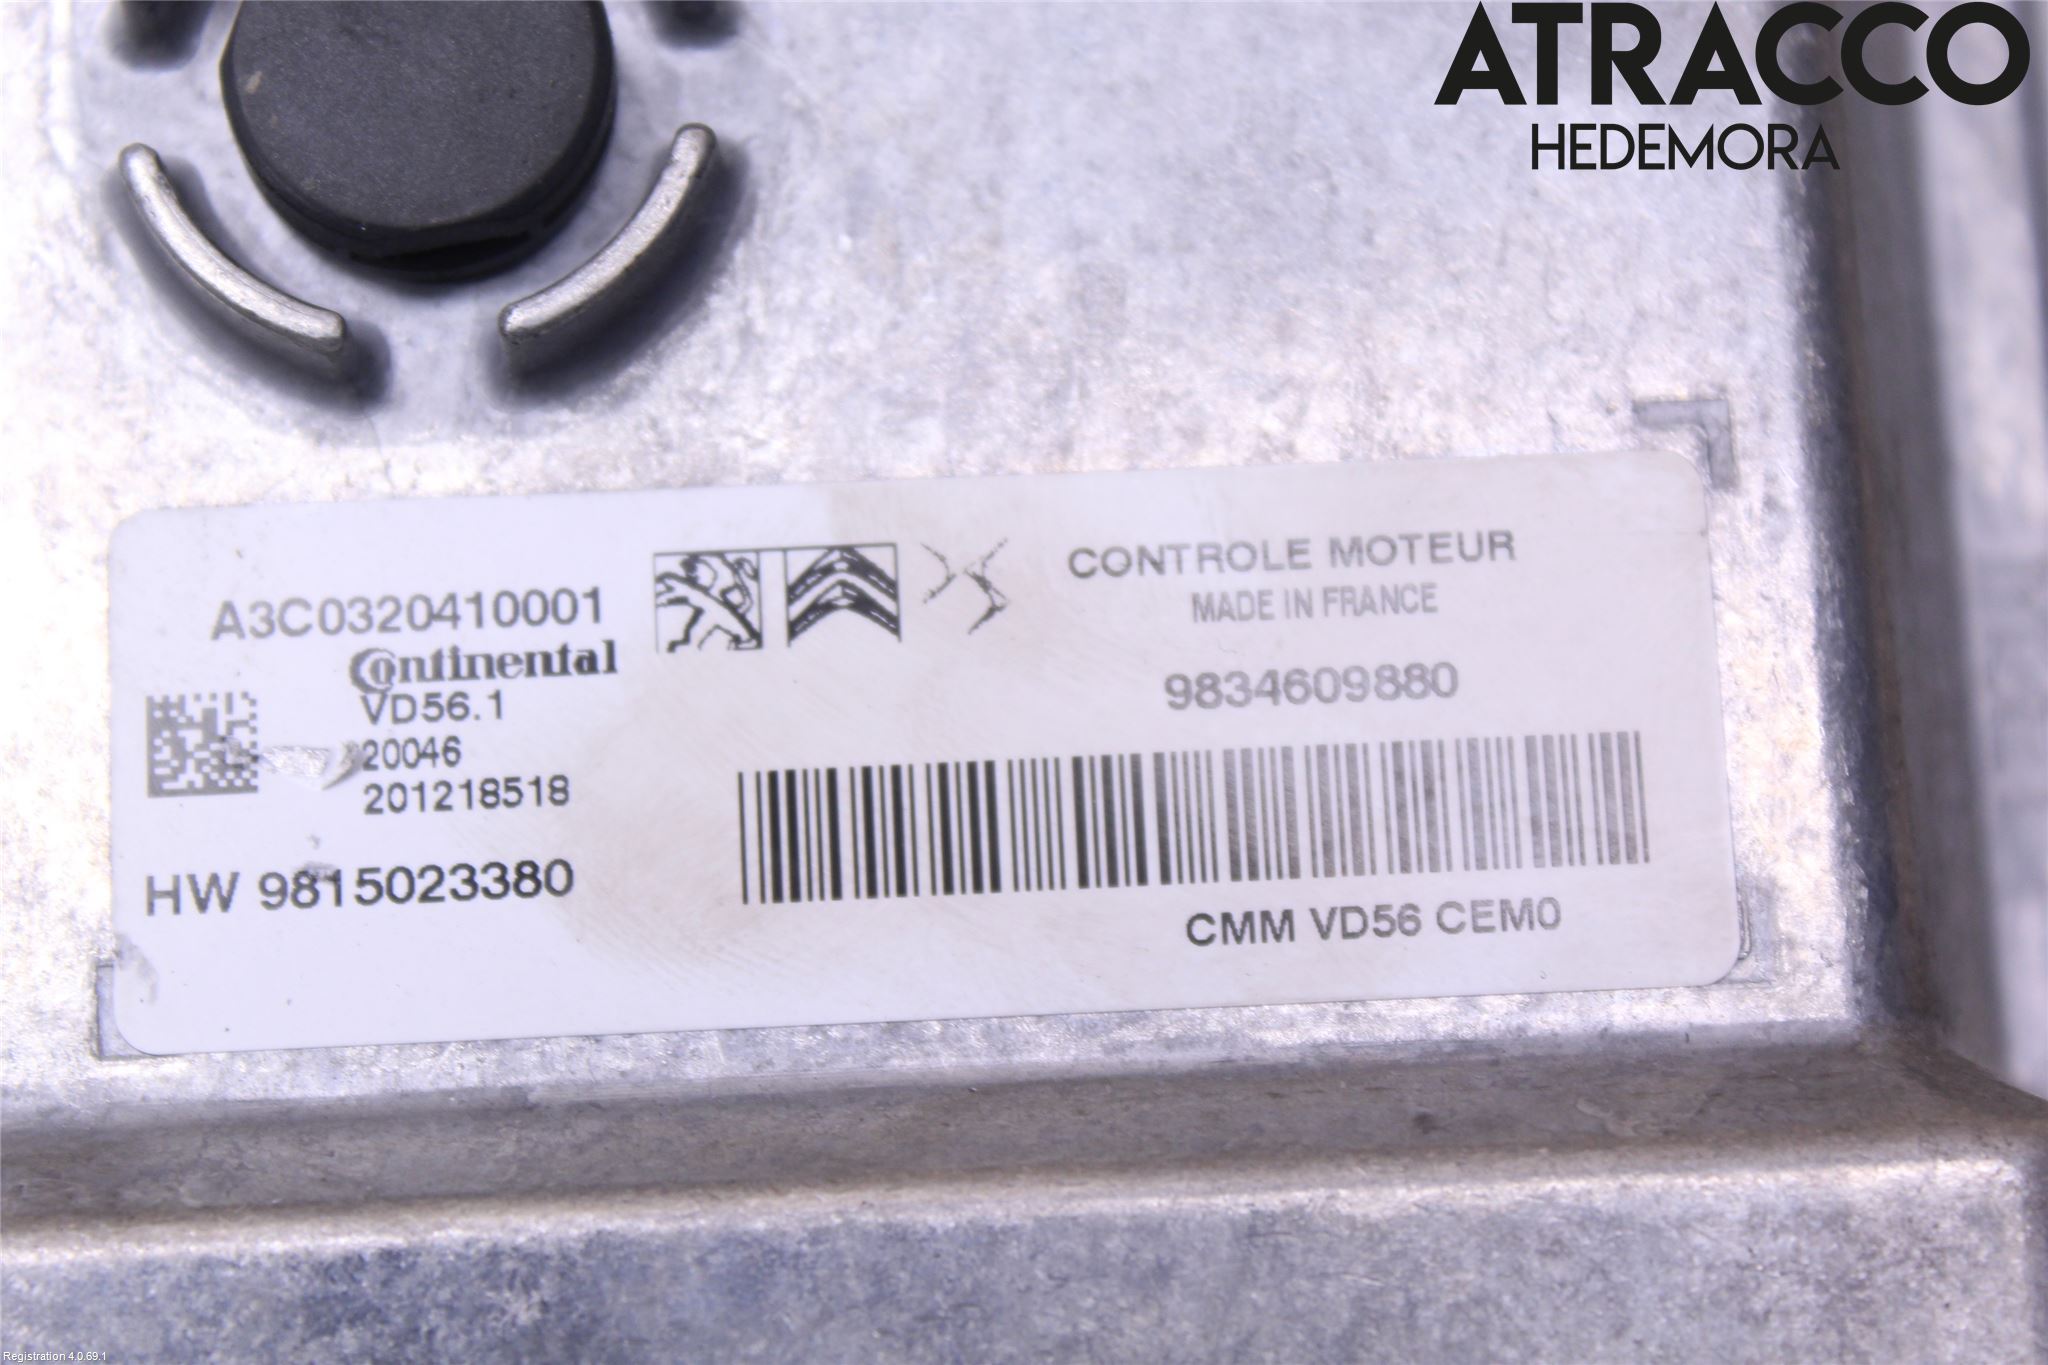 ATRACCO
HEDEMORA
A3C0320410001
Continental
VD56.1
20046
201218518
HW 9815023380
CONTROLE MOTEUR
MADE IN FRANCE
9834609880
CMM VD56 CEM0
Registration 4.0.69.1